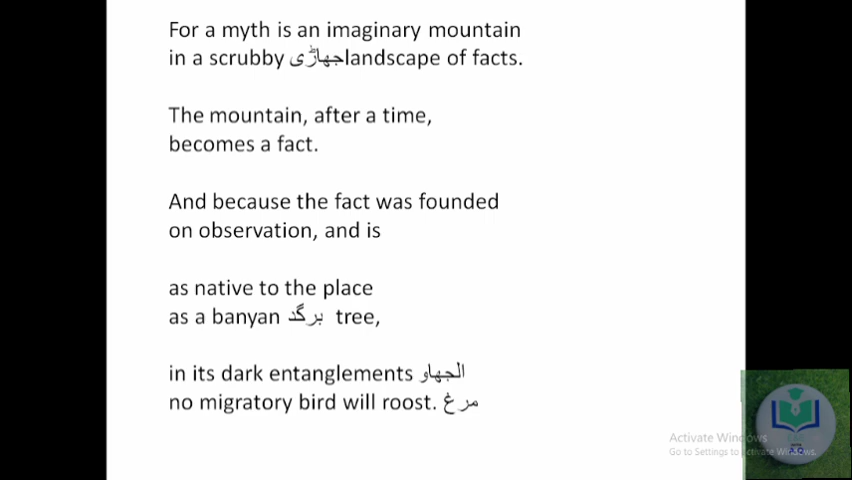 For a myth is an imaginary mountain
in a scrubby جھاڑی landscape of facts.
The mountain, after a time,
becomes a fact.
And because the fact was founded
on observation, and is
as native to the place
as a banyan برگد tree,
in its dark entanglements الجھاو
no migratory bird will roost. مرغ
Activate Windows
Go to Settings to activate Windows.